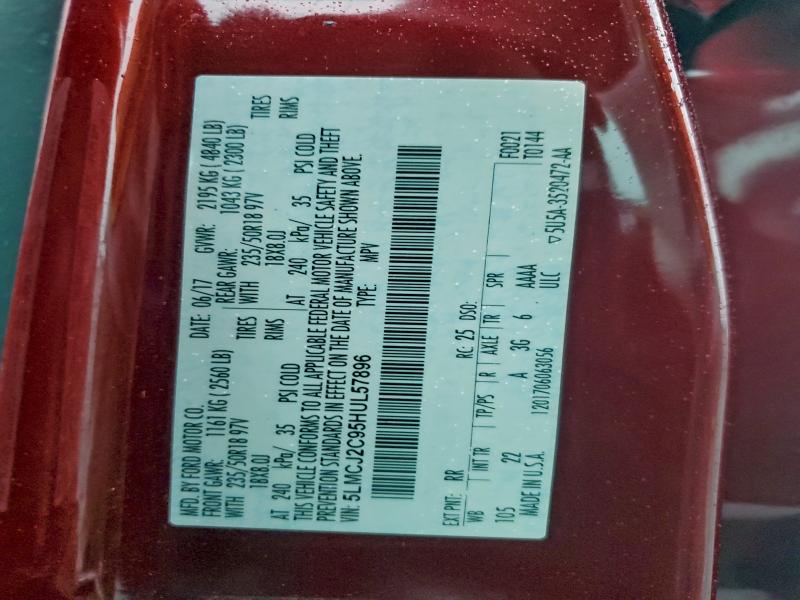 MFD. BY FORD MOTOR CO. DATE: 06/17 GVWR: 2195 KG ( 4840 LB)
FRONT GAWR: 1161 KG ( 2560 LB) REAR GAWR: 1043 KG ( 2300 LB)
WITH 235/50R18 97V TIRES WITH 235/50R18 97V TIRES
18X8.0J RIMS 18X8.0J RIMS
AT 240 kPa/ 35 PSI COLD AT 240 kPa/ 35 PSI COLD
THIS VEHICLE CONFORMS TO ALL APPLICABLE FEDERAL MOTOR VEHICLE SAFETY AND THEFT
PREVENTION STANDARDS IN EFFECT ON THE DATE OF MANUFACTURE SHOWN ABOVE.
VIN: 5LMCJ2C95HUL57896 TYPE: MPV
EXT PNT: RR RC: 25 DSO: F0021
WB INT TR TP/PS R AXLE TR SPR T0144
105 22 A 3G 6 AAAA
MADE IN U.S.A. 1201706063056 ULC ▽5U5A-3520472-AA